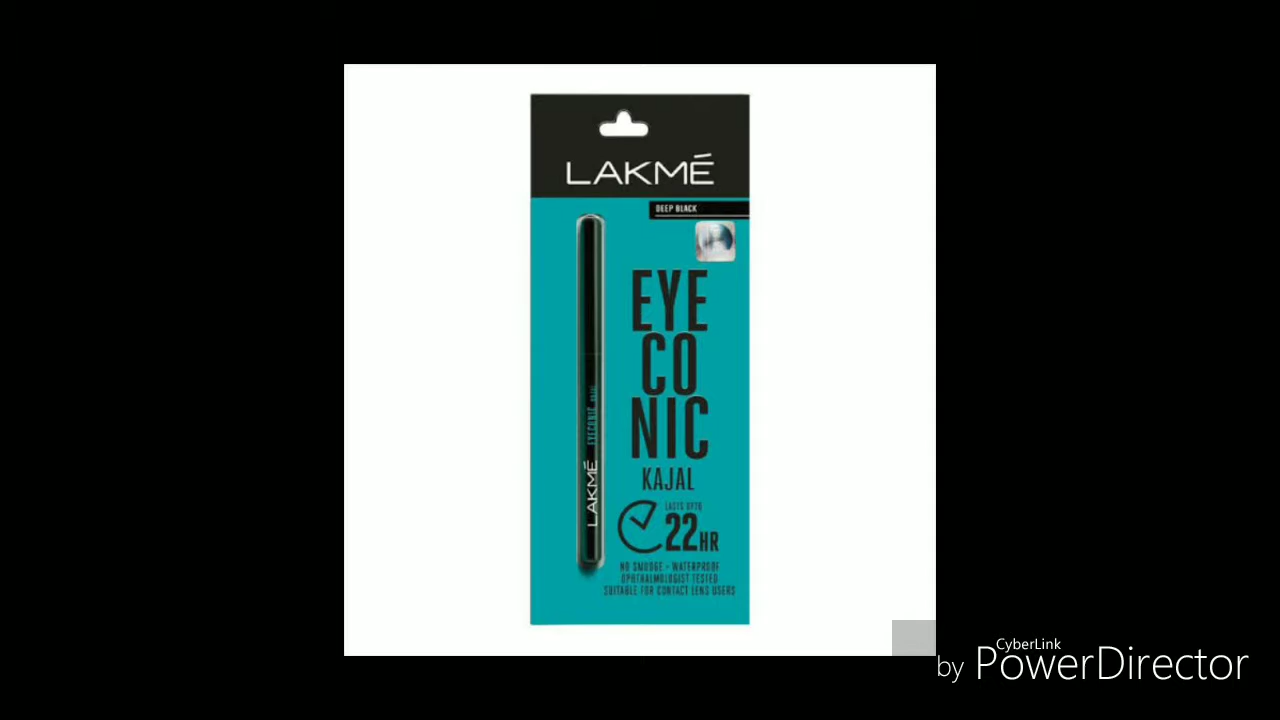 LAKMÉ
DEEP BLACK
EYE
CO
NIC
KAJAL
LASTS UPTO
22HR
NO SMUDGE - WATERPROOF
OPHTHALMOLOGIST TESTED
SUITABLE FOR CONTACT LENS USERS
LAKMÉ EYECONIC KAJAL
CyberLink
by PowerDirector